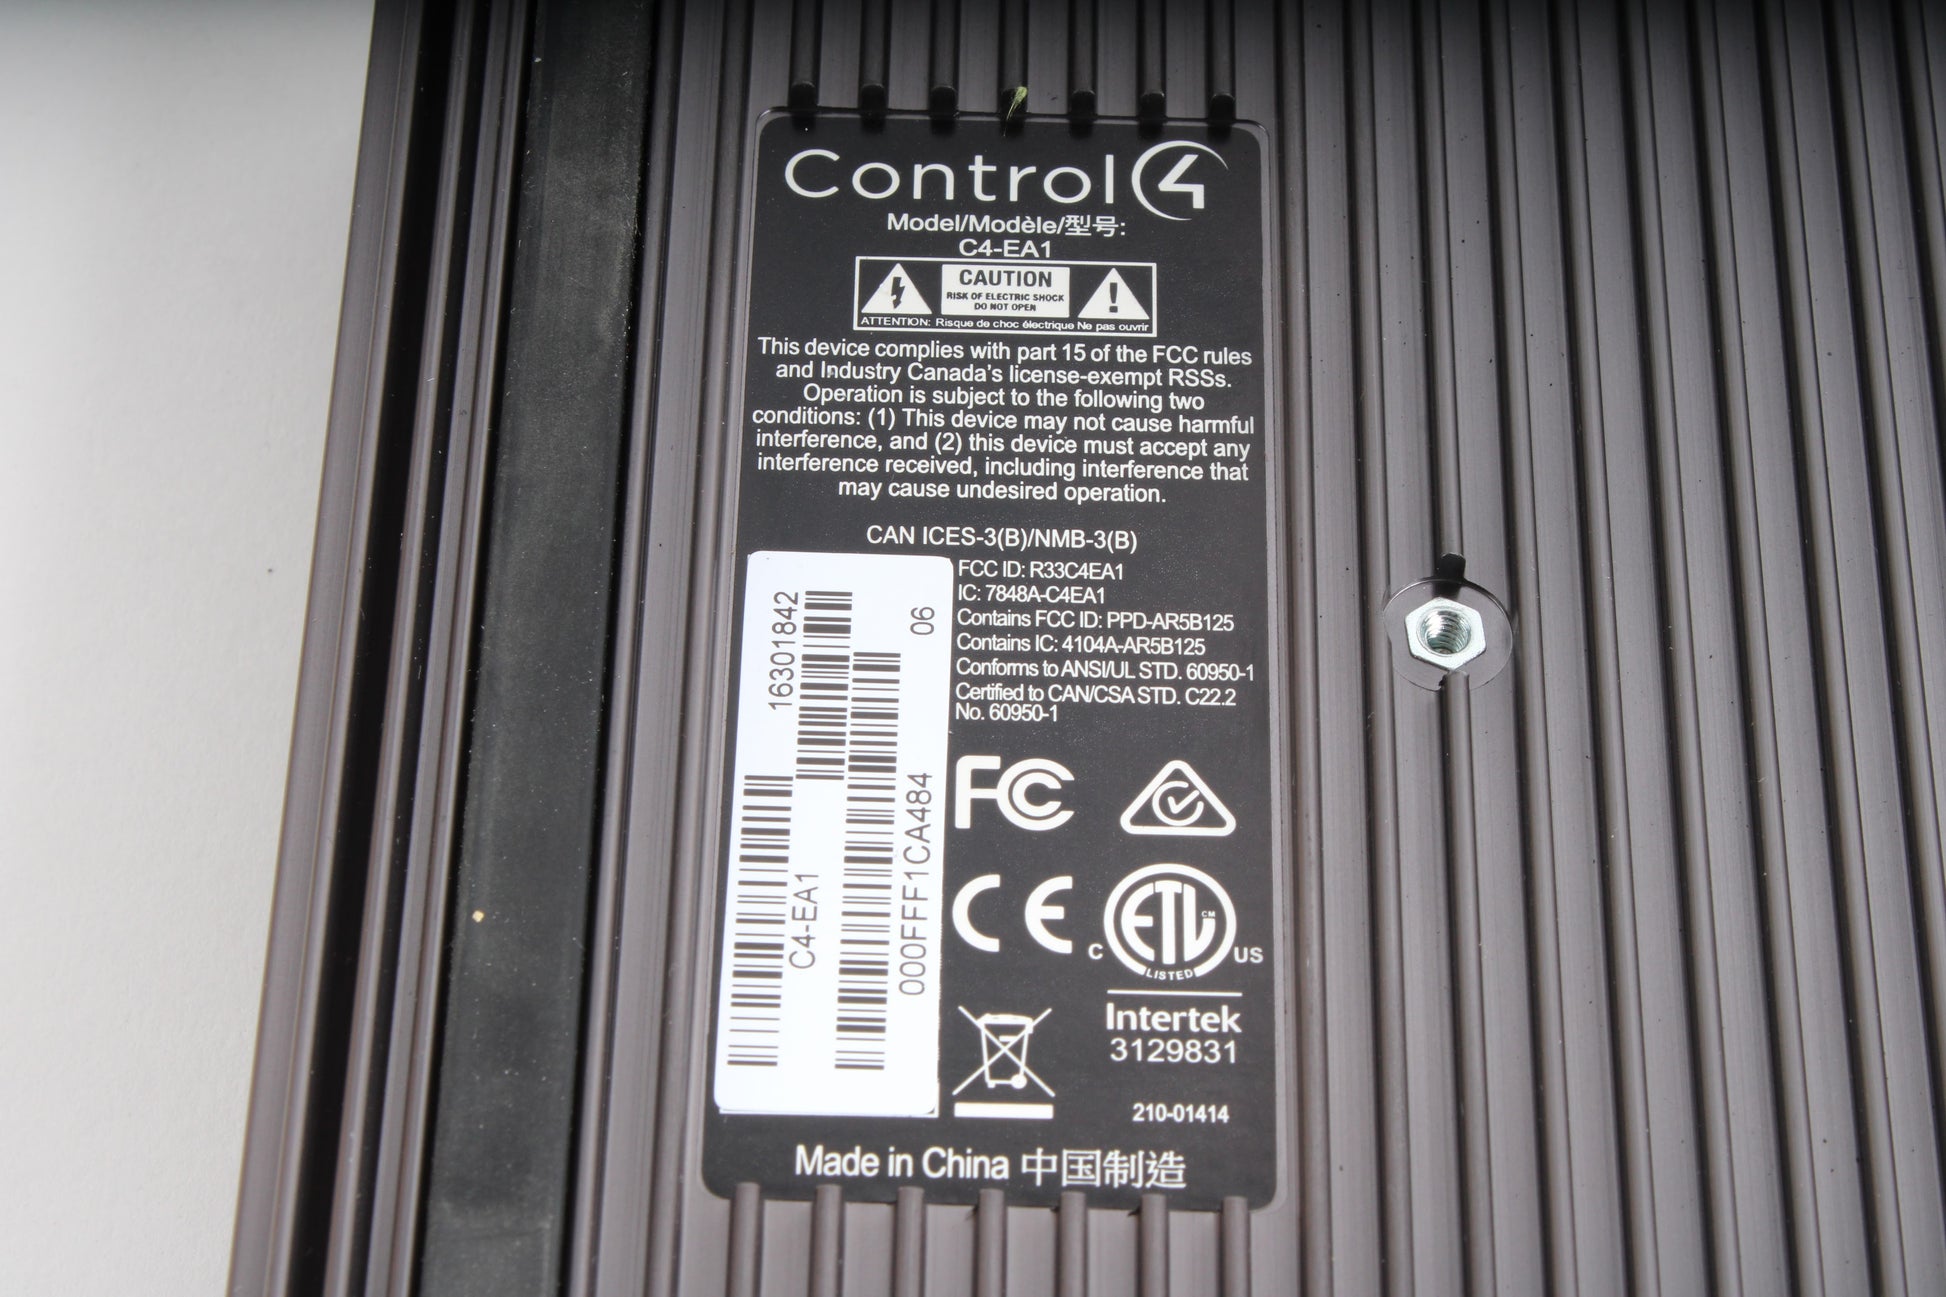 Control4
Model/Modèle/型号:
C4-EA1
CAUTION
RISK OF ELECTRIC SHOCK
DO NOT OPEN
ATTENTION: Risque de choc électrique Ne pas ouvrir
This device complies with part 15 of the FCC rules
and Industry Canada's license-exempt RSSs.
Operation is subject to the following two
conditions: (1) This device may not cause harmful
interference, and (2) this device must accept any
interference received, including interference that
may cause undesired operation.
CAN ICES-3(B)/NMB-3(B)
FCC ID: R33C4EA1
IC: 7848A-C4EA1
Contains FCC ID: PPD-AR5B125
Contains IC: 4104A-AR5B125
Conforms to ANSI/UL STD. 60950-1
Certified to CAN/CSA STD. C22.2
No. 60950-1
16301842
06
C4-EA1
000FFF1CA484
FC
CE
C ETL CM US
LISTED
Intertek
3129831
210-01414
Made in China 中国制造